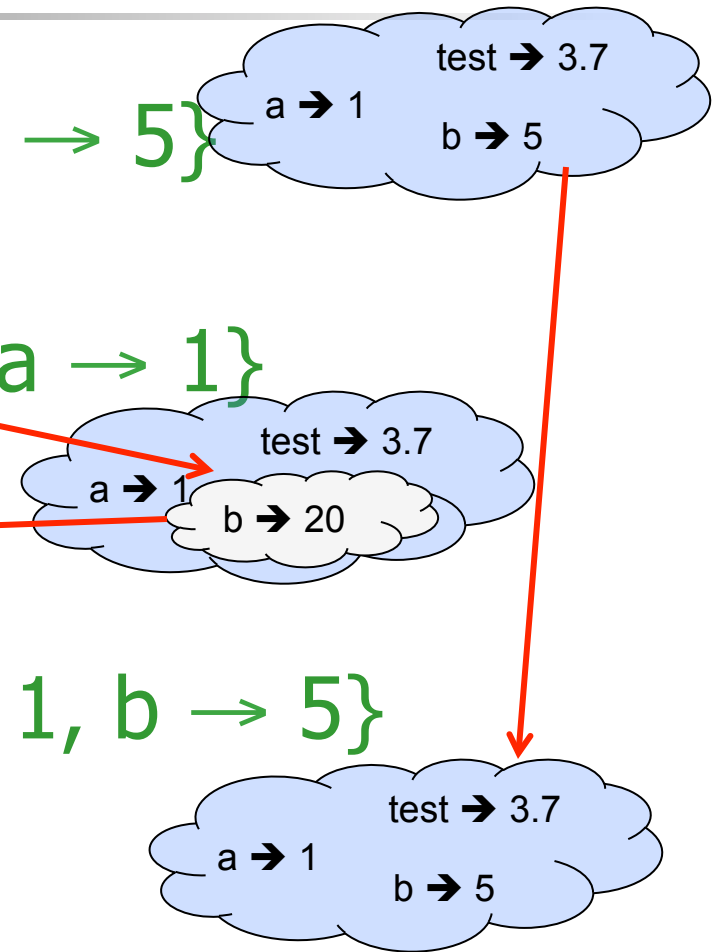 test ➔ 3.7
a ➔ 1
b ➔ 5
→ 5}
a → 1}
test ➔ 3.7
a ➔ 1
b ➔ 20
1, b → 5}
test ➔ 3.7
a ➔ 1
b ➔ 5